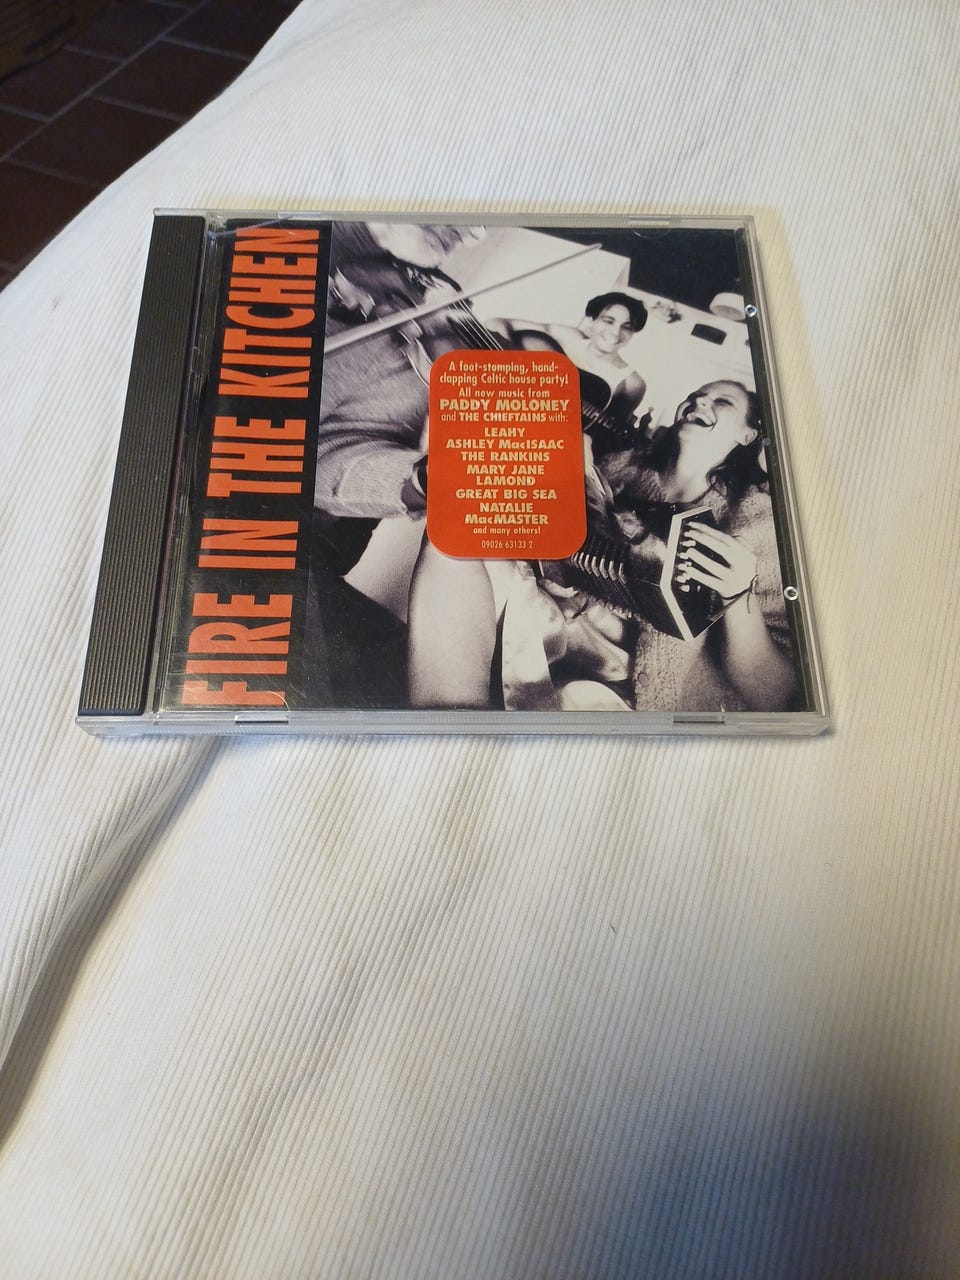 FIRE IN THE KITCHEN
A foot-stomping, hand-
clapping Celtic house party!
All new music from
PADDY MOLONEY
and THE CHIEFTAINS with:
LEAHY
ASHLEY MacISAAC
THE RANKINS
MARY JANE
LAMOND
GREAT BIG SEA
NATALIE
MacMASTER
and many others!
09026 63133 2